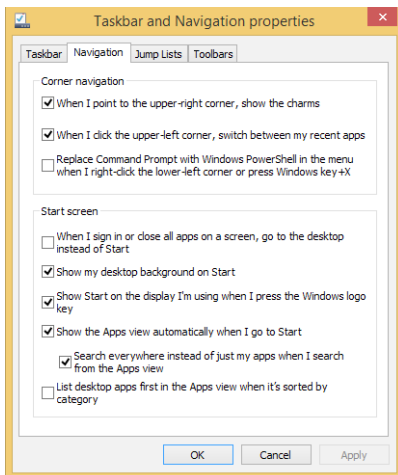 Taskbar and Navigation properties
Taskbar Navigation Jump Lists Toolbars
Corner navigation
When I point to the upper-right corner, show the charms
When I click the upper-left corner, switch between my recent apps
Replace Command Prompt with Windows PowerShell in the menu
when I right-click the lower-left corner or press Windows key+X
Start screen
When I sign in or close all apps on a screen, go to the desktop
instead of Start
Show my desktop background on Start
Show Start on the display I'm using when I press the Windows logo
key
Show the Apps view automatically when I go to Start
Search everywhere instead of just my apps when I search
from the Apps view
List desktop apps first in the Apps view when it's sorted by
category
OK Cancel Apply